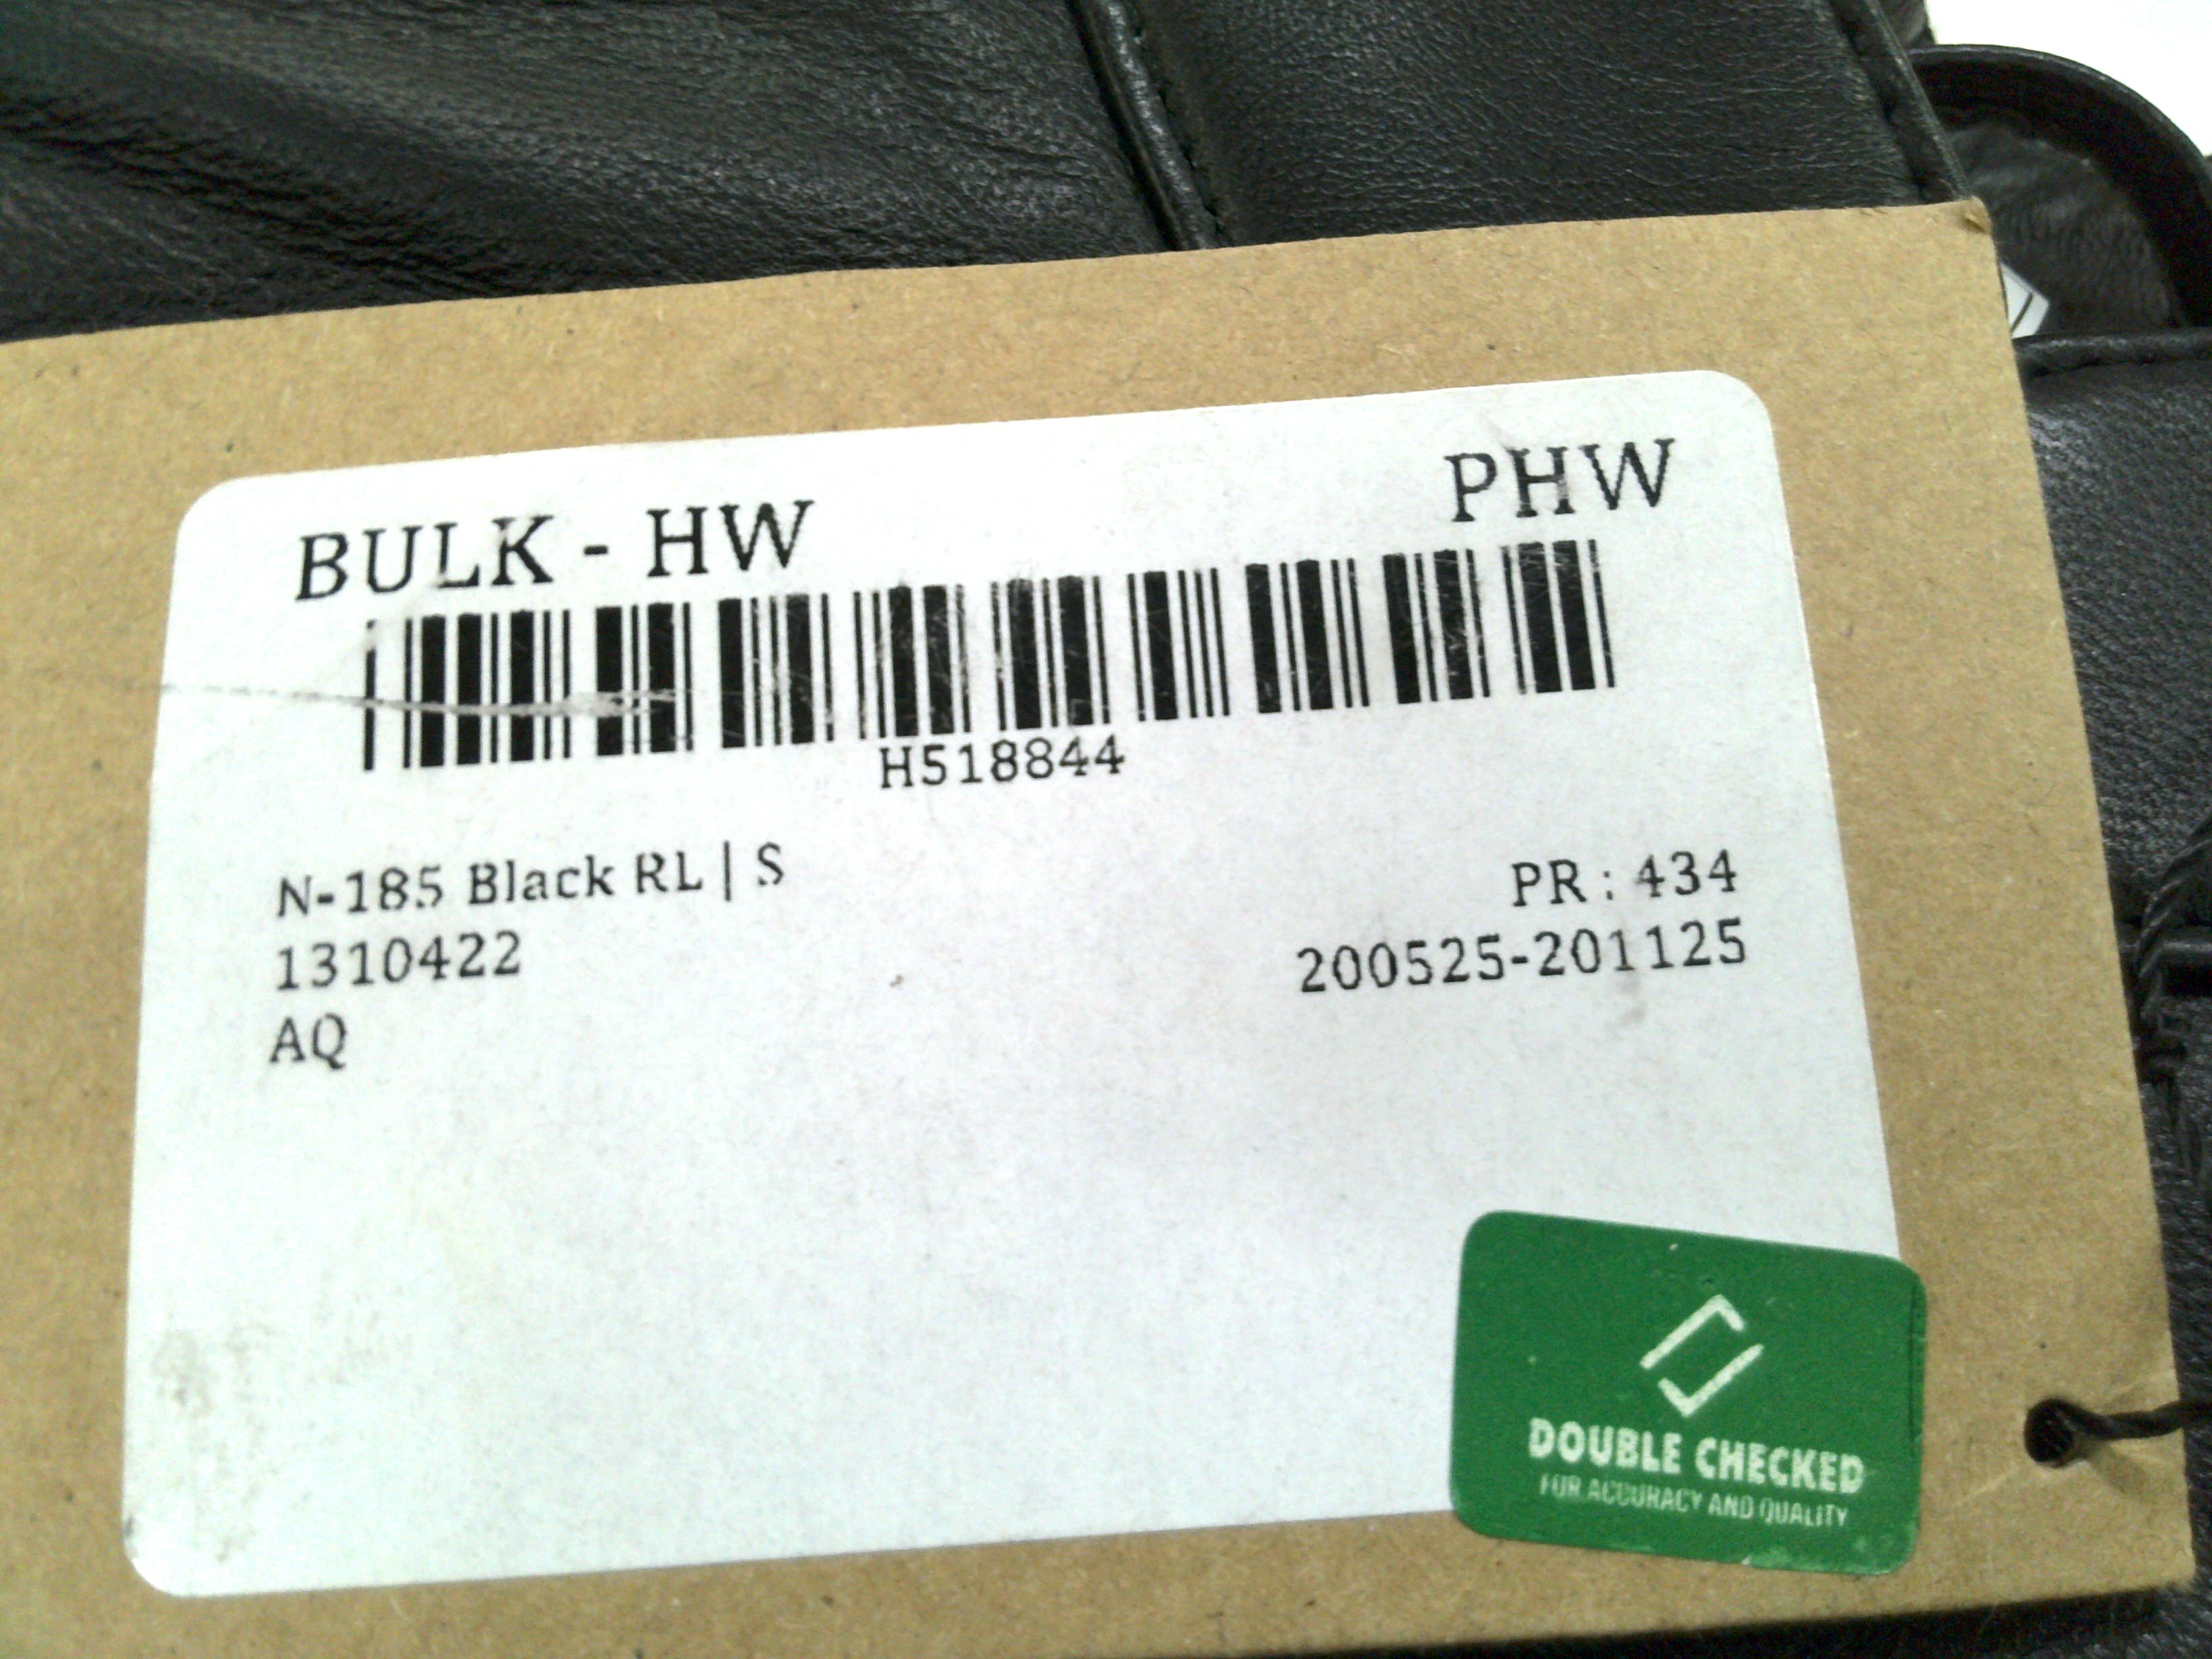 BULK - HW PHW
H518844
N-185 Black RL | S PR : 434
1310422 200525-201125
AQ
DOUBLE CHECKED
FOR ACCURACY AND QUALITY